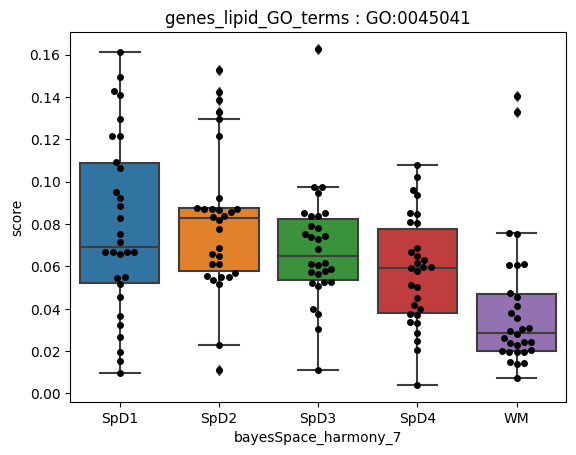 genes_lipid_GO_terms : GO:0045041
0.16
0.14
0.12
0.10
0.08
0.06
0.04
0.02
0.00
score
SpD1 SpD2 SpD3 SpD4 WM
bayesSpace_harmony_7